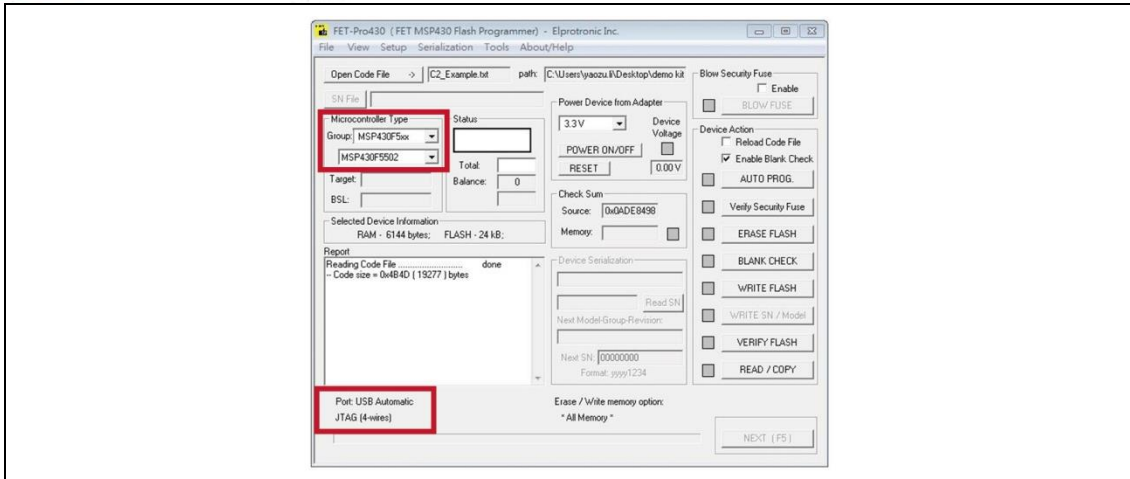 FET-Pro430 ( FET MSP430 Flash Programmer) - Elprotronic Inc.
File View Setup Serialization Tools About/Help
Open Code File -> C2_Example.txt path: C:\Users\yaozu.li\Desktop\demo kit
SN File
Microcontroller Type
Group: MSP430F5xx
MSP430F5502
Target:
BSL:
Status
Total:
Balance: 0
Selected Device Information
RAM - 6144 bytes; FLASH - 24 kB;
Report
Reading Code File ........................... done
-- Code size = 0x4B4D ( 19277 ) bytes
Power Device from Adapter
3.3 V
Device
Voltage
POWER ON/OFF
RESET 0.00 V
Check Sum
Source: 0x0ADE8498
Memory:
Device Serialization
Read SN
Next Model-Group-Revision:
Next SN: 00000000
Format: yyyy1234
Blow Security Fuse
Enable
BLOW FUSE
Device Action
Reload Code File
Enable Blank Check
AUTO PROG.
Verify Security Fuse
ERASE FLASH
BLANK CHECK
WRITE FLASH
WRITE SN / Model
VERIFY FLASH
READ / COPY
Port: USB Automatic
JTAG (4-wires)
Erase / Write memory option:
* All Memory *
NEXT ( F5 )